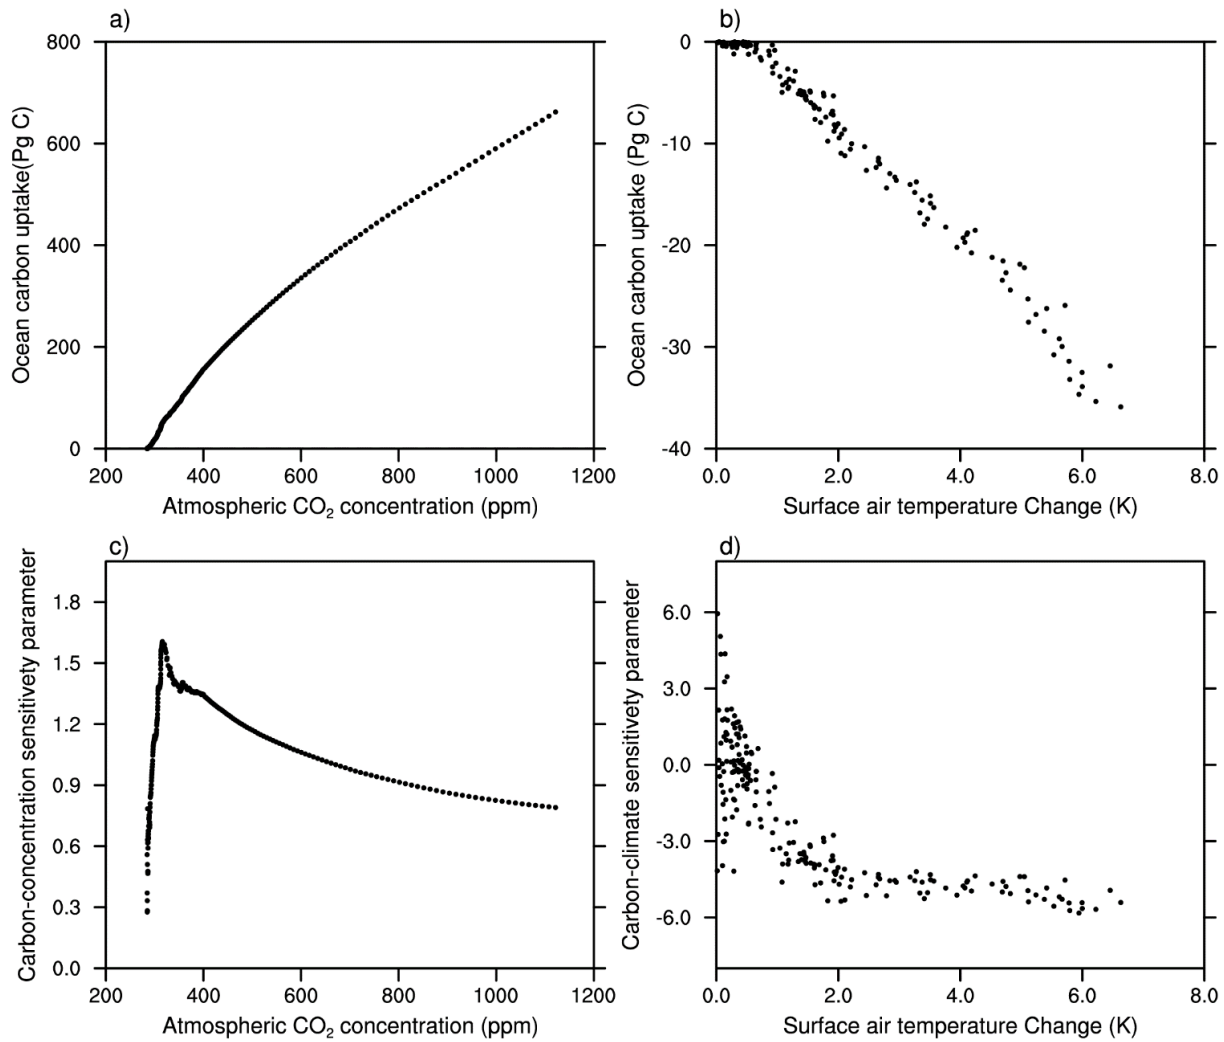 a)
800
600
400
200
0
Ocean carbon uptake(Pg C)
200 400 600 800 1000 1200
Atmospheric CO2 concentration (ppm)
b)
0
-10
-20
-30
-40
Ocean carbon uptake (Pg C)
0.0 2.0 4.0 6.0 8.0
Surface air temperature Change (K)
c)
1.8
1.5
1.2
0.9
0.6
0.3
0.0
Carbon-concentration sensitivety parameter
200 400 600 800 1000 1200
Atmospheric CO2 concentration (ppm)
d)
6.0
3.0
0.0
-3.0
-6.0
Carbon-climate sensitivety parameter
0.0 2.0 4.0 6.0 8.0
Surface air temperature Change (K)